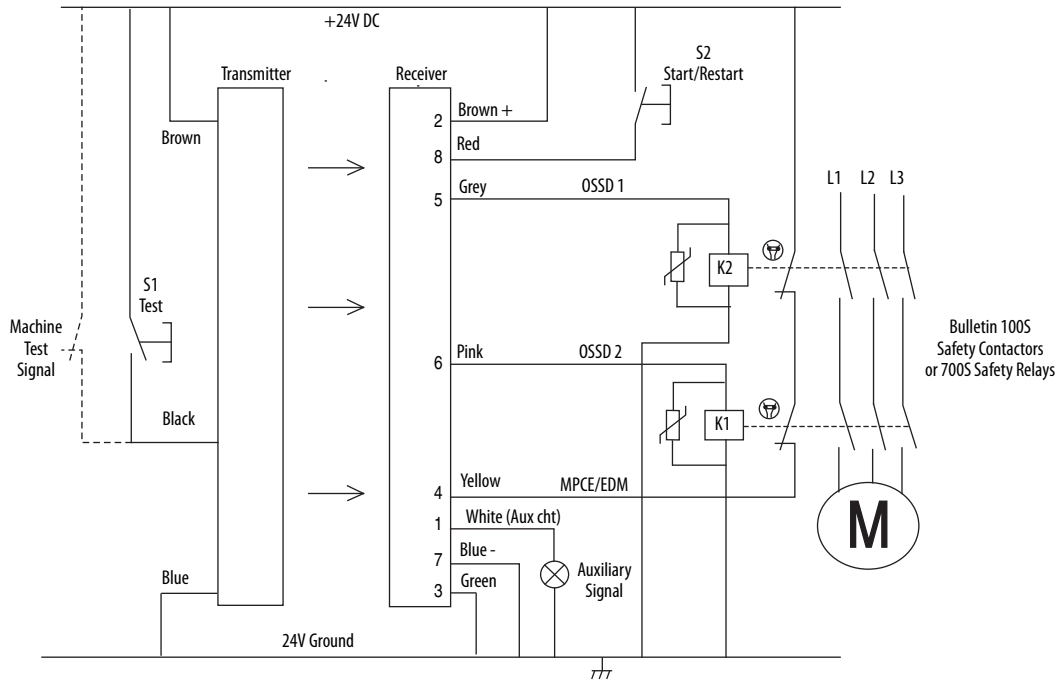 +24V DC
S2
Start/Restart
Transmitter
Receiver
2
Brown +
Brown
8
Red
5
Grey
OSSD 1
L1
L2
L3
K2
S1
Test
Machine
Test
Signal
Bulletin 100S
Safety Contactors
or 700S Safety Relays
6
Pink
OSSD 2
Black
K1
4
Yellow
MPCE/EDM
1
White (Aux cht)
M
7
Blue -
Auxiliary
Signal
3
Green
Blue
24V Ground